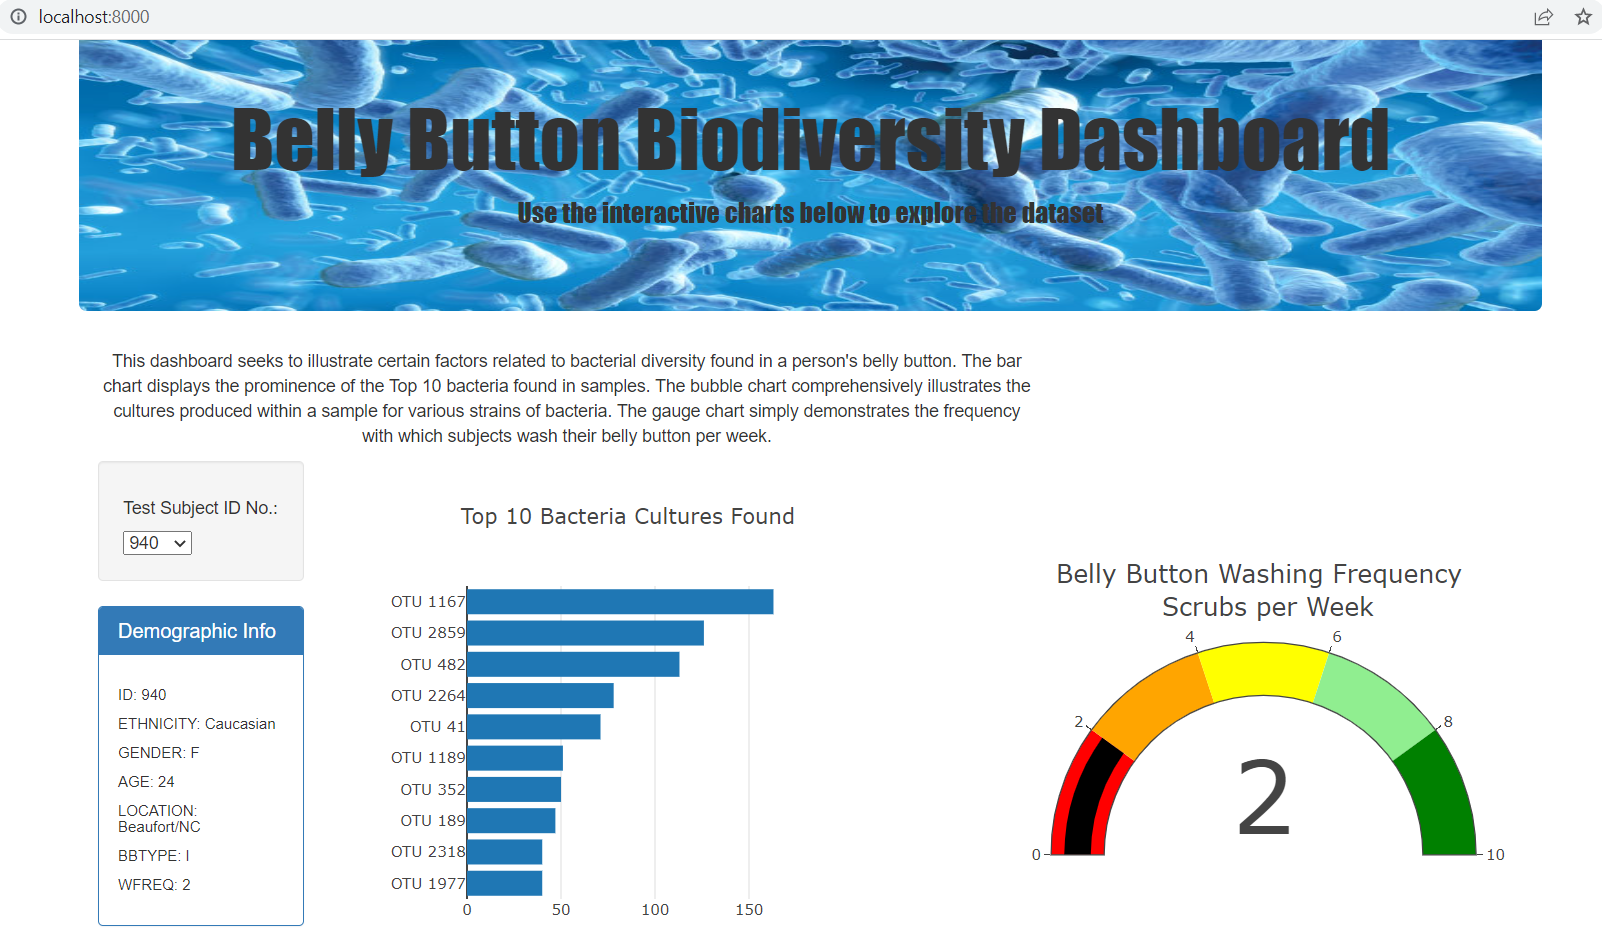 localhost:8000
Belly Button Biodiversity Dashboard
Use the interactive charts below to explore the dataset
This dashboard seeks to illustrate certain factors related to bacterial diversity found in a person's belly button. The bar
chart displays the prominence of the Top 10 bacteria found in samples. The bubble chart comprehensively illustrates the
cultures produced within a sample for various strains of bacteria. The gauge chart simply demonstrates the frequency
with which subjects wash their belly button per week.
Test Subject ID No.:
940
Demographic Info
ID: 940
ETHNICITY: Caucasian
GENDER: F
AGE: 24
LOCATION:
Beaufort/NC
BBTYPE: I
WFREQ: 2
Top 10 Bacteria Cultures Found
OTU 1167
OTU 2859
OTU 482
OTU 2264
OTU 41
OTU 1189
OTU 352
OTU 189
OTU 2318
OTU 1977
0 50 100 150
Belly Button Washing Frequency
Scrubs per Week
4 6
2 8
2
0 10